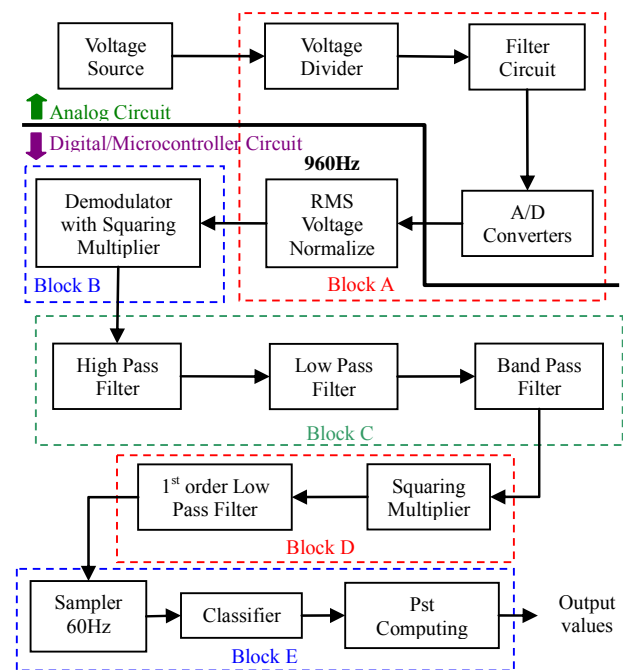 Voltage
Source
Voltage
Divider
Filter
Circuit
Analog Circuit
Digital/Microcontroller Circuit
960Hz
Demodulator
with Squaring
Multiplier
RMS
Voltage
Normalize
A/D
Converters
Block B
Block A
High Pass
Filter
Low Pass
Filter
Band Pass
Filter
Block C
1st order Low
Pass Filter
Squaring
Multiplier
Block D
Sampler
60Hz
Classifier
Pst
Computing
Output
values
Block E